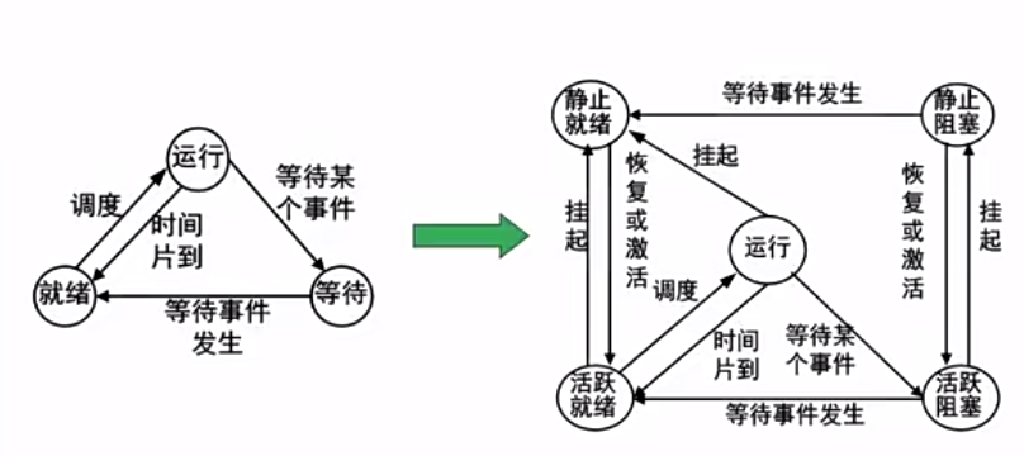 运行
调度
等待某
个事件
时间
片到
就绪
等待
等待事件
发生
静止
就绪
等待事件发生
静止
阻塞
挂起
恢复或激活
挂起
运行
恢复或激活
挂起
调度
时间
片到
等待某
个事件
活跃
就绪
等待事件发生
活跃
阻塞